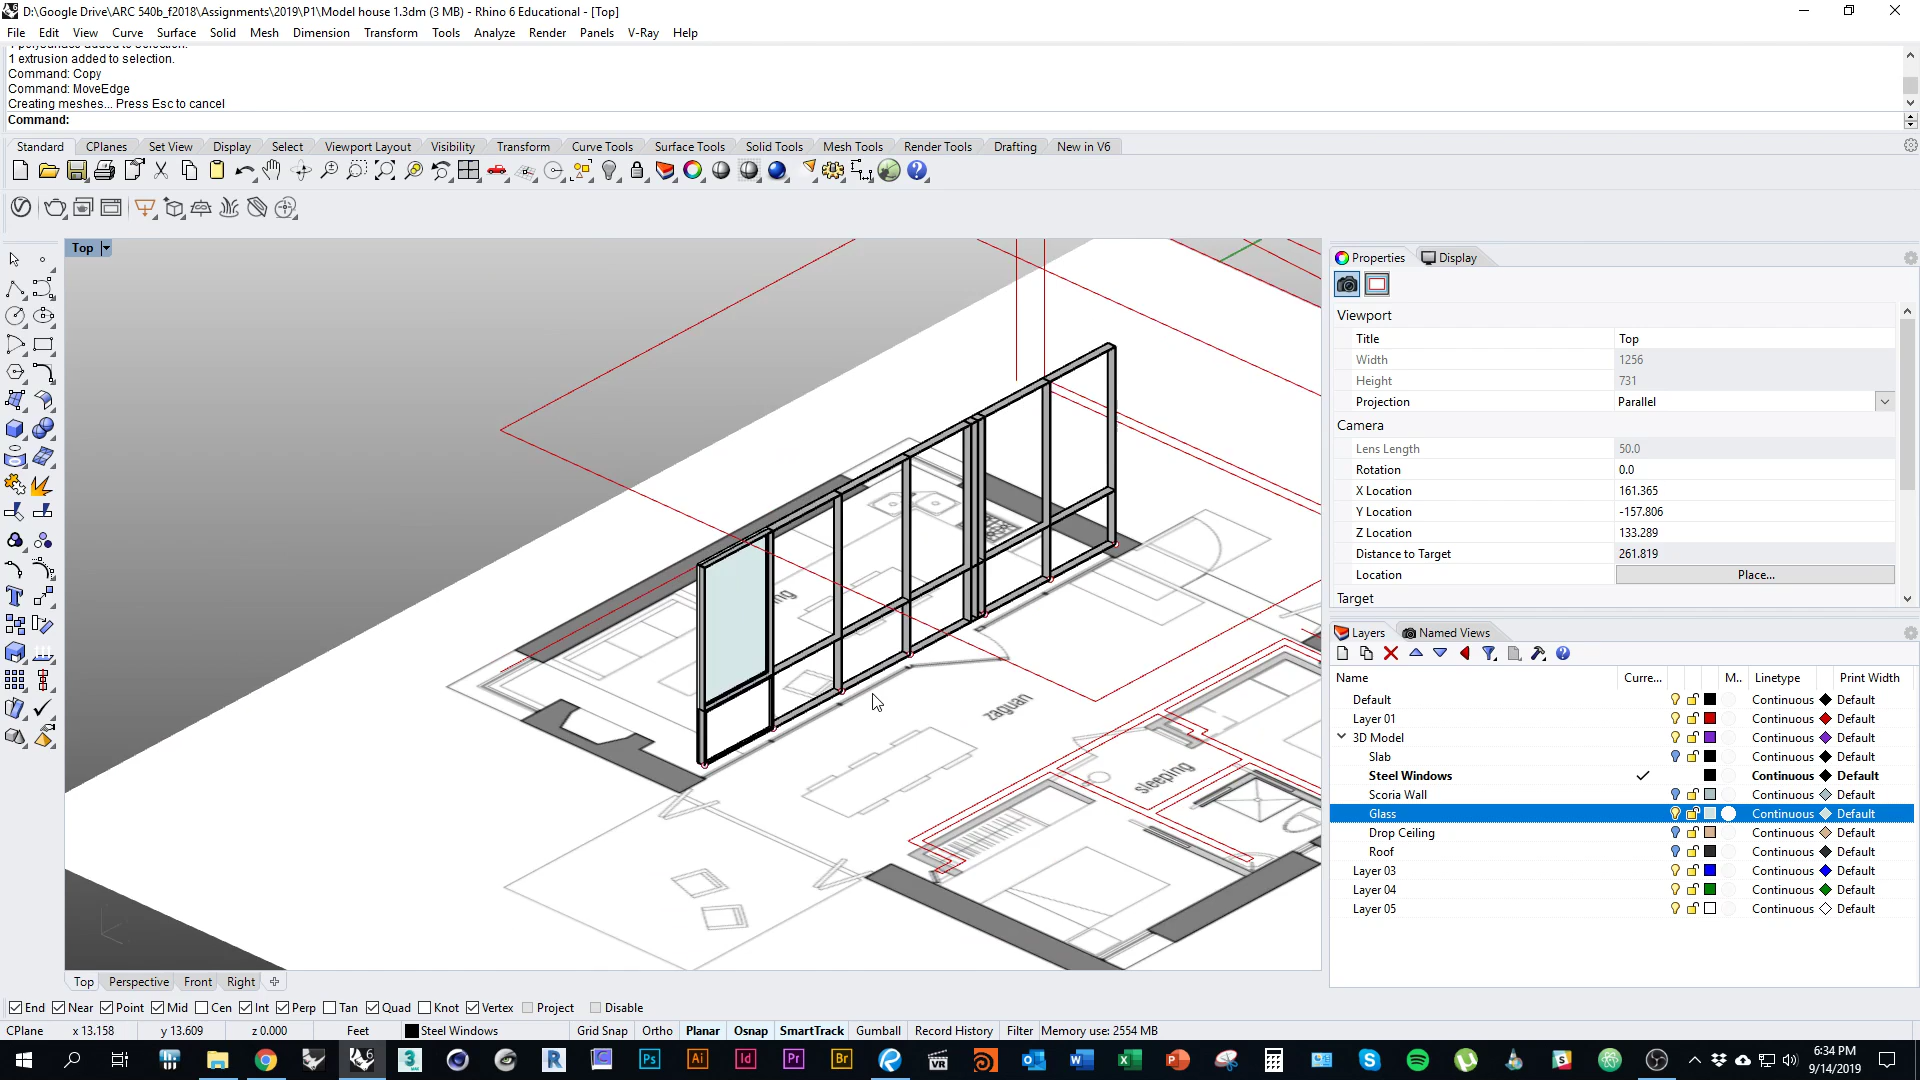 D:\Google Drive\ARC 540b_f2018\Assignments\2019\P1\Model house 1.3dm (3 MB) - Rhino 6 Educational - [Top]
File Edit View Curve Surface Solid Mesh Dimension Transform Tools Analyze Render Panels V-Ray Help
1 extrusion added to selection.
Command: Copy
Command: MoveEdge
Creating meshes... Press Esc to cancel
Command:
Standard CPlanes Set View Display Select Viewport Layout Visibility Transform Curve Tools Surface Tools Solid Tools Mesh Tools Render Tools Drafting New in V6
Top
zaguan
sleeping
Top Perspective Front Right
Properties Display
Viewport
Title Top
Width 1256
Height 731
Projection Parallel
Camera
Lens Length 50.0
Rotation 0.0
X Location 161.365
Y Location -157.806
Z Location 133.289
Distance to Target 261.819
Location Place...
Target
Layers Named Views
Name Curre... M.. Linetype Print Width
Default Continuous Default
Layer 01 Continuous Default
3D Model Continuous Default
Slab Continuous Default
Steel Windows Continuous Default
Scoria Wall Continuous Default
Glass Continuous Default
Drop Ceiling Continuous Default
Roof Continuous Default
Layer 03 Continuous Default
Layer 04 Continuous Default
Layer 05 Continuous Default
End Near Point Mid Cen Int Perp Tan Quad Knot Vertex Project Disable
CPlane x 13.158 y 13.609 z 0.000 Feet Steel Windows Grid Snap Ortho Planar Osnap SmartTrack Gumball Record History Filter Memory use: 2554 MB
6:34 PM
9/14/2019